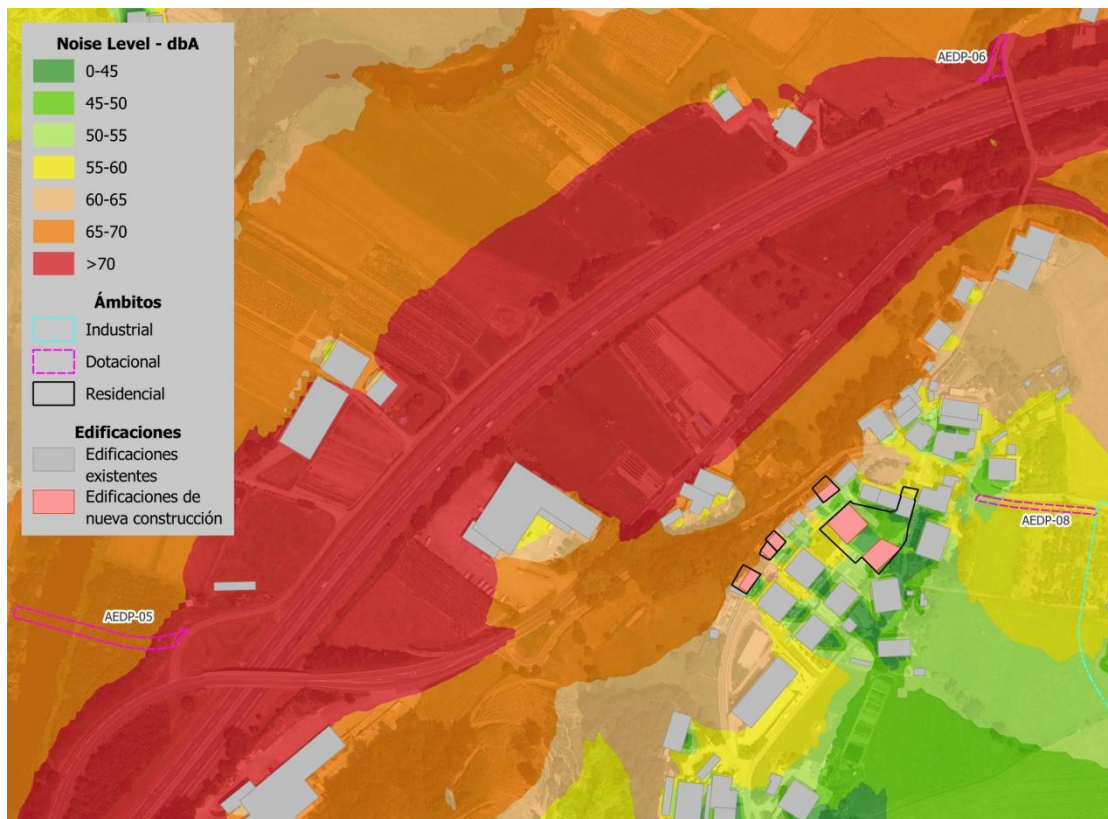 Noise Level - dbA
0-45
45-50
50-55
55-60
60-65
65-70
>70
Ámbitos
Industrial
Dotacional
Residencial
Edificaciones
Edificaciones
existentes
Edificaciones de
nueva construcción
AEDP-06
AEDP-08
AEDP-05